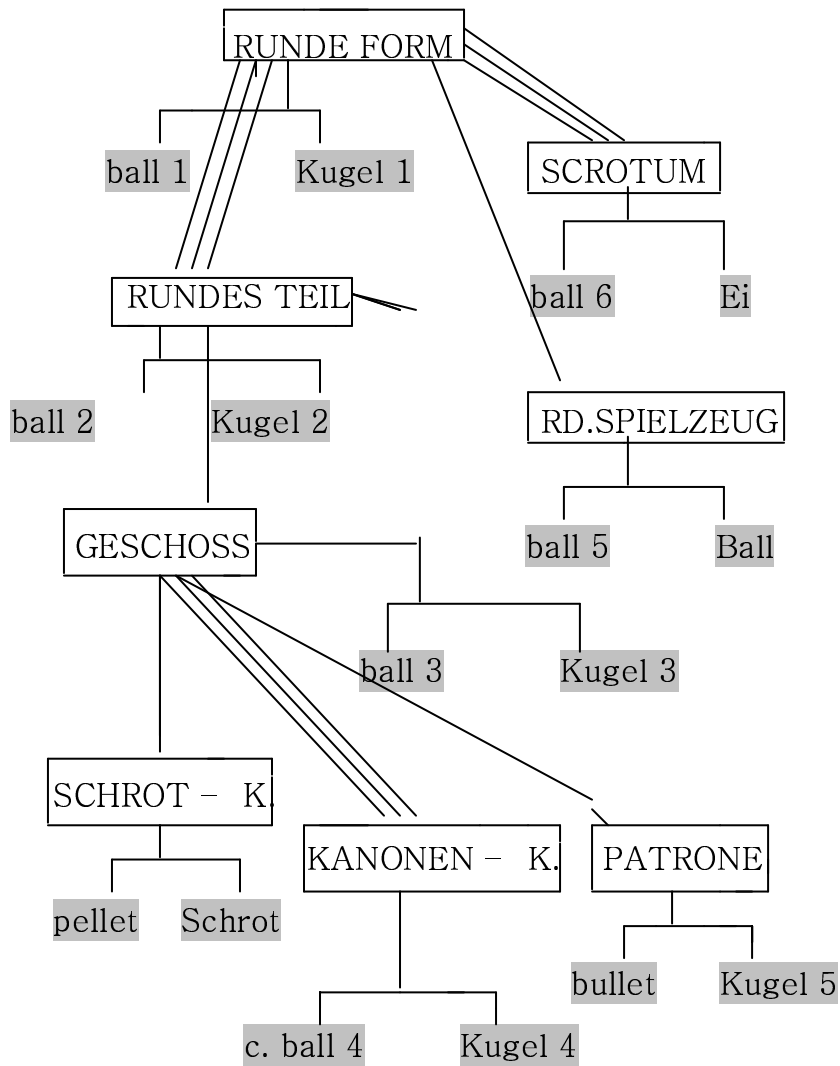 RUNDE FORM
ball 1
Kugel 1
SCROTUM
RUNDES TEIL
ball 6
Ei
ball 2
Kugel 2
RD.SPIELZEUG
GESCHOSS
ball 5
Ball
ball 3
Kugel 3
SCHROT – K.
KANONEN – K.
PATRONE
pellet
Schrot
bullet
Kugel 5
c. ball 4
Kugel 4